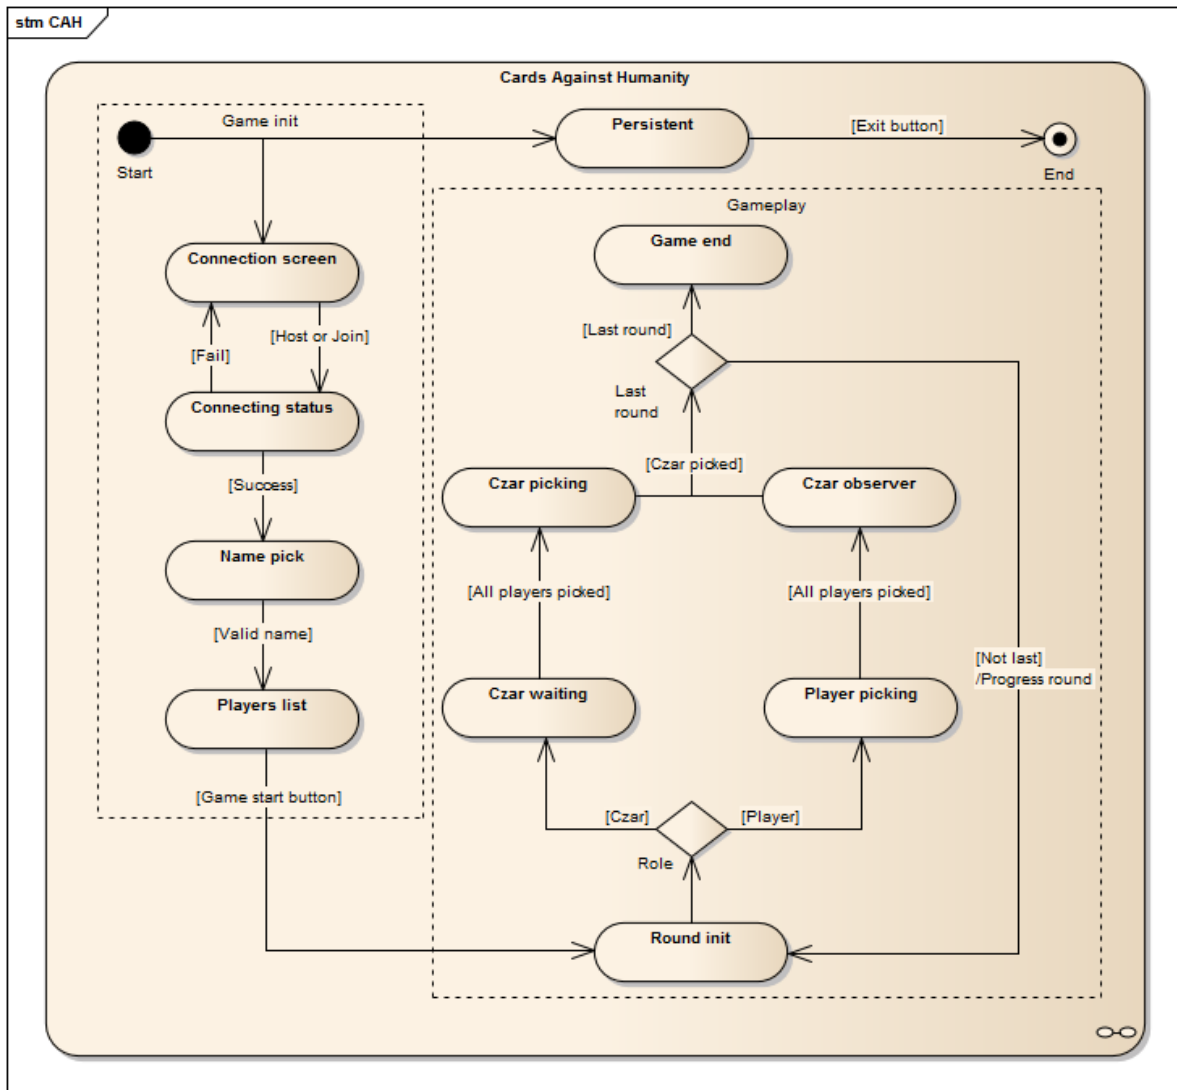 stm CAH
Cards Against Humanity
Game init
Start
Persistent
[Exit button]
End
Connection screen
[Fail]
[Host or Join]
Connecting status
[Success]
Name pick
[Valid name]
Players list
[Game start button]
Gameplay
Game end
[Last round]
Last
round
[Czar picked]
Czar picking
Czar observer
[All players picked]
[All players picked]
[Not last]
/Progress round
Czar waiting
Player picking
[Czar]
[Player]
Role
Round init